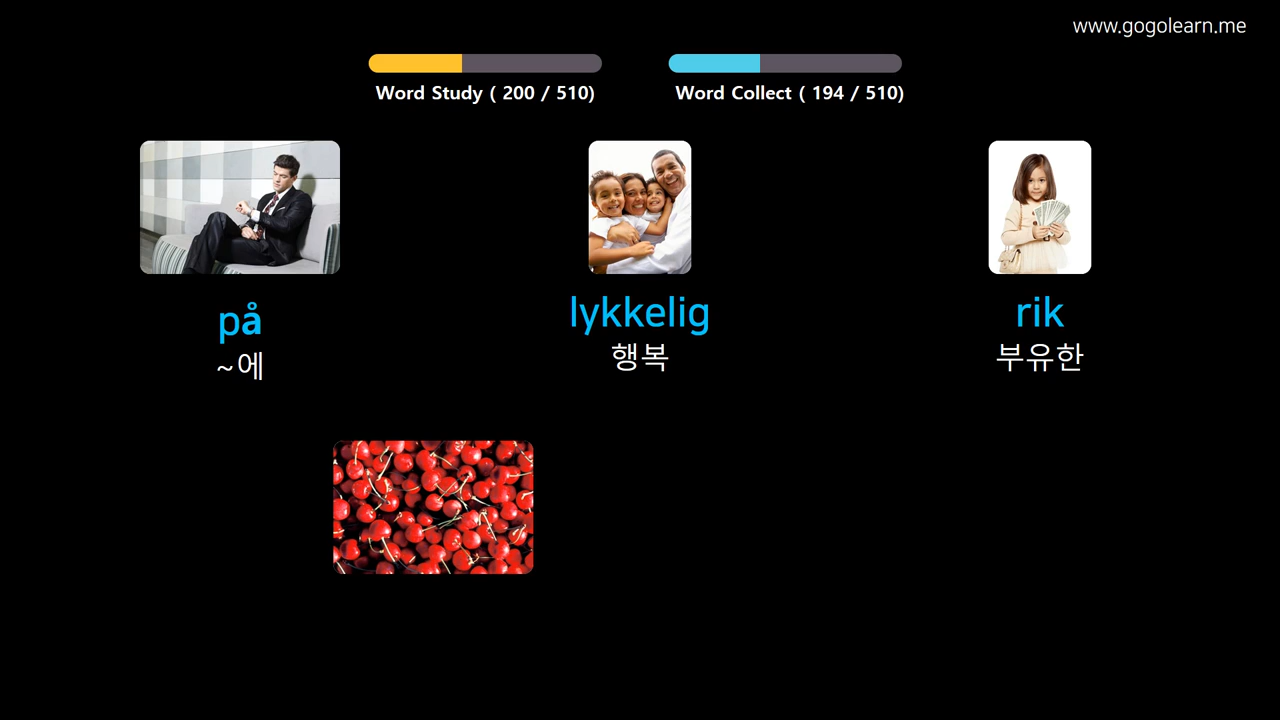 www.gogolearn.me
Word Study ( 200 / 510)
Word Collect ( 194 / 510)
på
~에
lykkelig
행복
rik
부유한